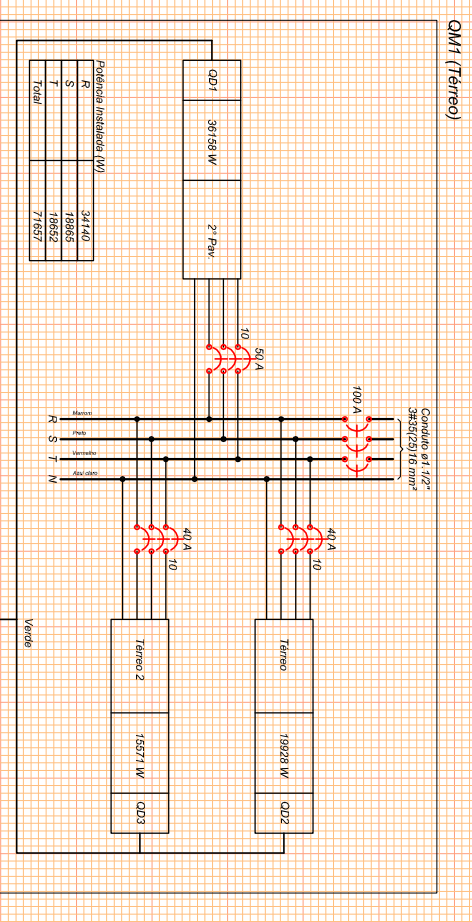 QM1 (Térreo)
Conduto ø1.1/2"
3#35(25)16 mm²
100 A
QD1
36158 W
2° Pav.
10
50 A
R
S
T
N
Marrom
Preto
Vermelho
Azul claro
40 A
10
Térreo
19928 W
QD2
40 A
10
Térreo 2
15571 W
QD3
Potência Instalada (W)
R 34140
S 18865
T 18652
Total 71657
Verde